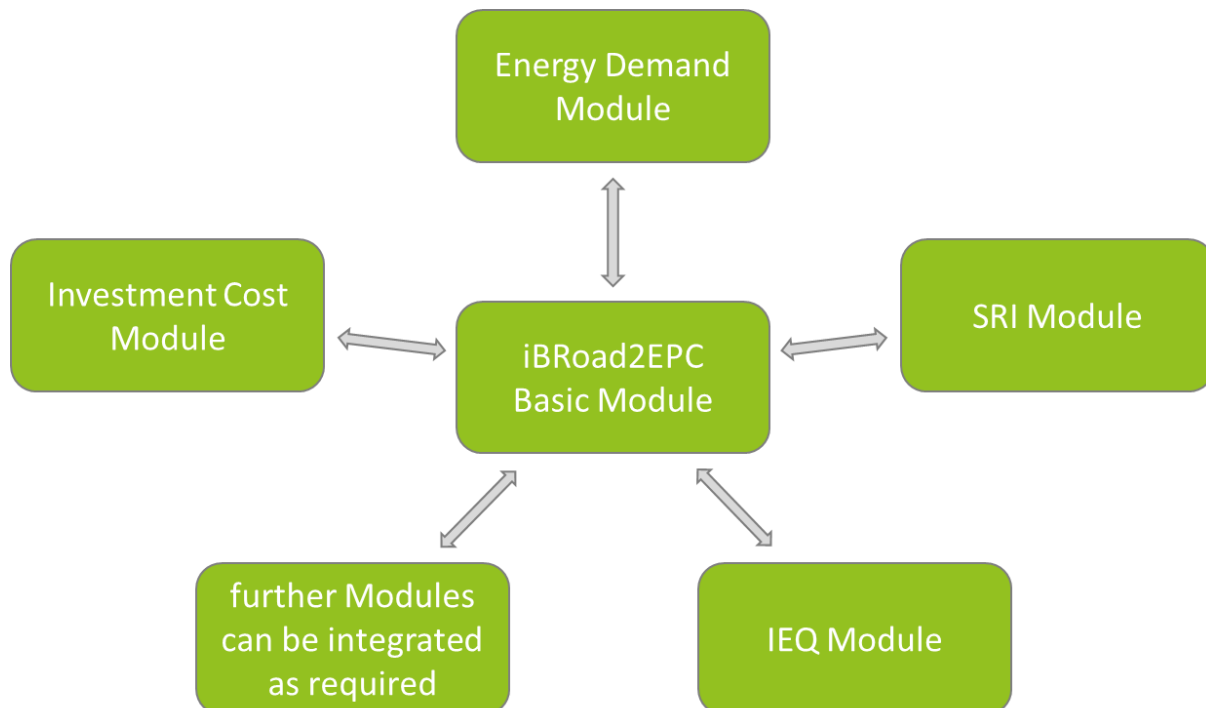 Energy Demand
Module
Investment Cost
Module
SRI Module
iBRoad2EPC
Basic Module
further Modules
can be integrated
as required
IEQ Module